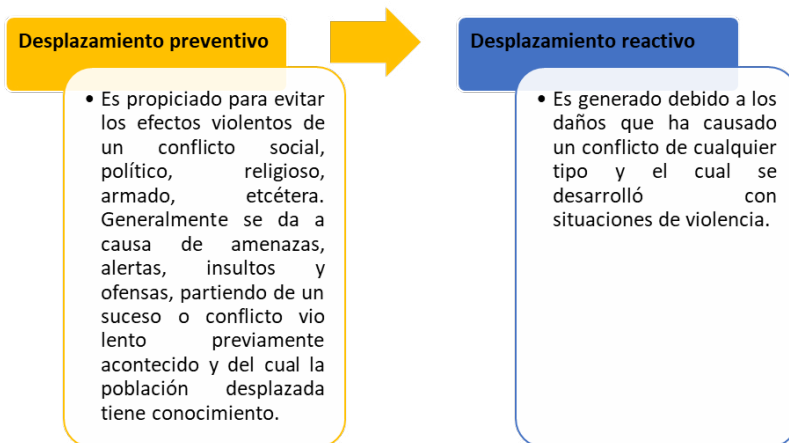 Desplazamiento preventivo
• Es propiciado para evitar
los efectos violentos de
un conflicto social,
político, religioso,
armado, etcétera.
Generalmente se da a
causa de amenazas,
alertas, insultos y
ofensas, partiendo de un
suceso o conflicto vio
lento previamente
acontecido y del cual la
población desplazada
tiene conocimiento.
Desplazamiento reactivo
• Es generado debido a los
daños que ha causado
un conflicto de cualquier
tipo y el cual se
desarrolló con
situaciones de violencia.